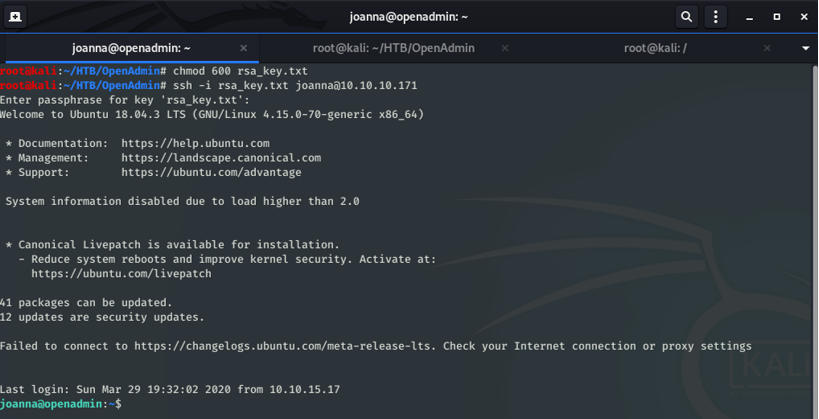 joanna@openadmin: ~
joanna@openadmin: ~
root@kali: ~/HTB/OpenAdmin
root@kali: /
root@kali:~/HTB/OpenAdmin# chmod 600 rsa_key.txt
root@kali:~/HTB/OpenAdmin# ssh -i rsa_key.txt joanna@10.10.10.171
Enter passphrase for key 'rsa_key.txt':
Welcome to Ubuntu 18.04.3 LTS (GNU/Linux 4.15.0-70-generic x86_64)
* Documentation:  https://help.ubuntu.com
* Management:     https://landscape.canonical.com
* Support:        https://ubuntu.com/advantage
System information disabled due to load higher than 2.0
* Canonical Livepatch is available for installation.
- Reduce system reboots and improve kernel security. Activate at:
https://ubuntu.com/livepatch
41 packages can be updated.
12 updates are security updates.
Failed to connect to https://changelogs.ubuntu.com/meta-release-lts. Check your Internet connection or proxy settings
KALI
Last login: Sun Mar 29 19:32:02 2020 from 10.10.15.17
joanna@openadmin:~$